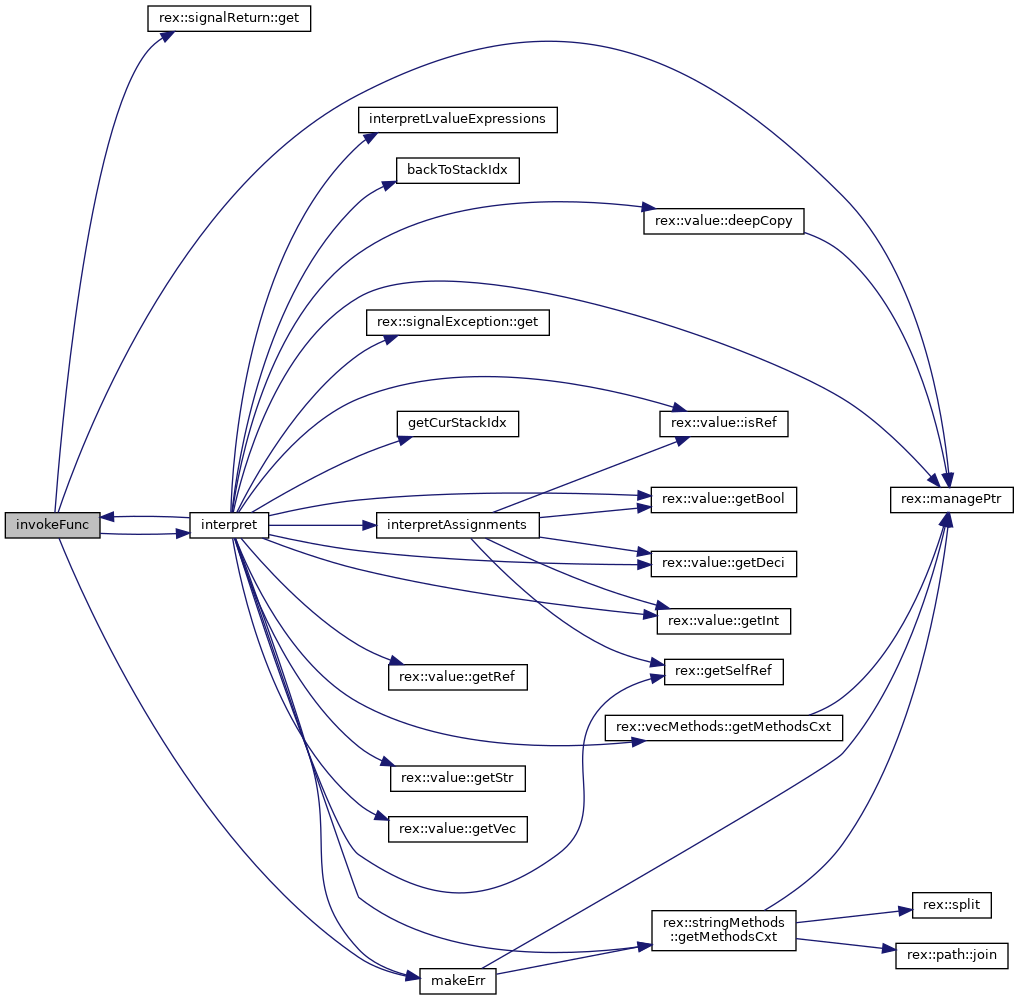 rex::signalReturn::get
interpretLvalueExpressions
backToStackIdx
rex::value::deepCopy
rex::signalException::get
getCurStackIdx
rex::value::isRef
rex::value::getBool
rex::managePtr
invokeFunc
interpret
interpretAssignments
rex::value::getDeci
rex::value::getInt
rex::value::getRef
rex::getSelfRef
rex::vecMethods::getMethodsCxt
rex::value::getStr
rex::value::getVec
rex::stringMethods
::getMethodsCxt
rex::split
rex::path::join
makeErr